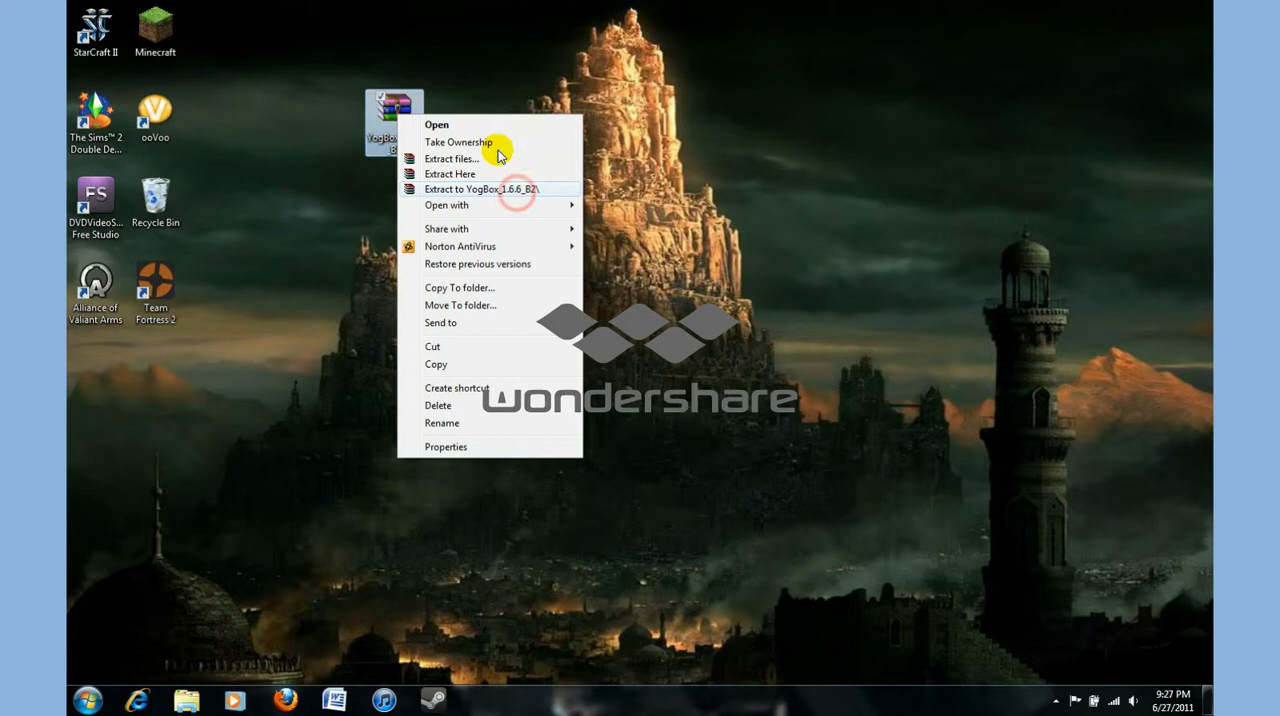 StarCraft II
Minecraft
The Sims™ 2
Double De...
ooVoo
FS
DVDVideoS...
Free Studio
Recycle Bin
Alliance of
Valiant Arms
Team
Fortress 2
Open
Take Ownership
Extract files...
Extract Here
Extract to YogBox_1.6.6_B2\
Open with
Share with
Norton AntiVirus
Restore previous versions
Copy To folder...
Move To folder...
Send to
Cut
Copy
Create shortcut
Delete
Rename
Properties
wondershare
9:27 PM
6/27/2011